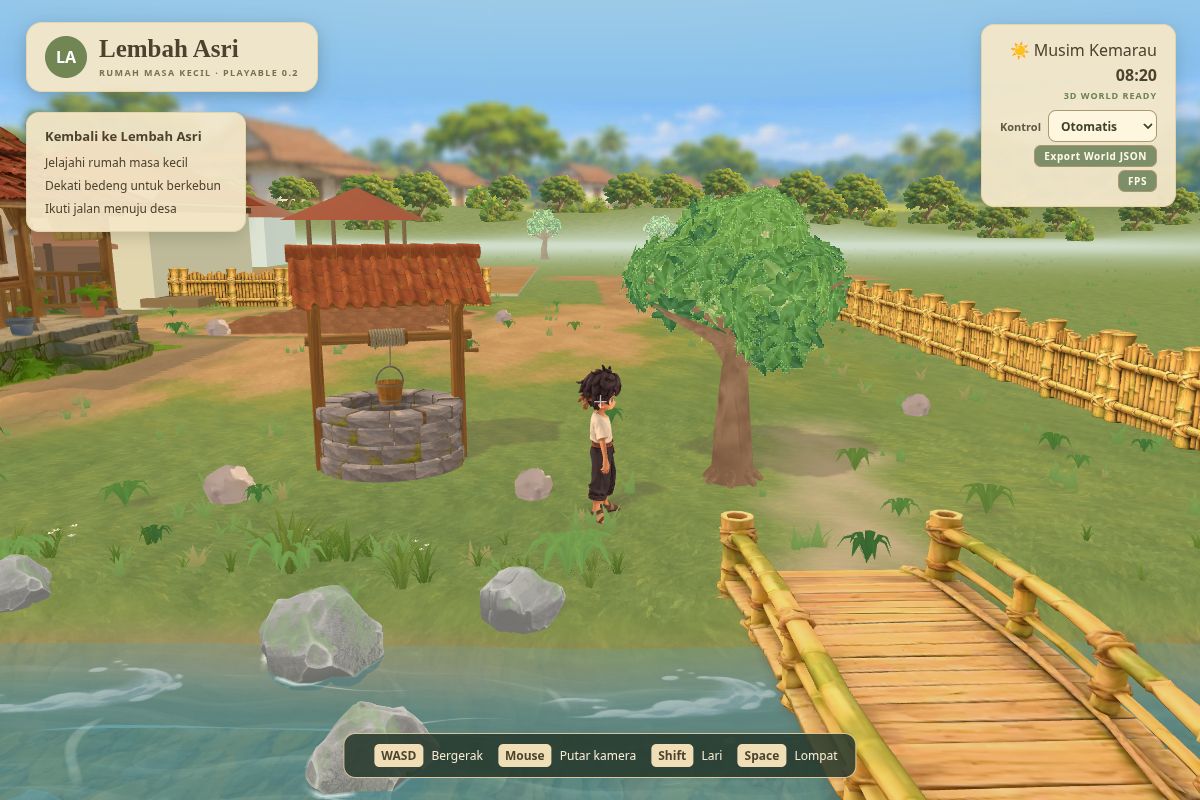 LA
Lembah Asri
RUMAH MASA KECIL · PLAYABLE 0.2
Kembali ke Lembah Asri
Jelajahi rumah masa kecil
Dekati bedeng untuk berkebun
Ikuti jalan menuju desa
☀️ Musim Kemarau
08:20
3D WORLD READY
Kontrol Otomatis
Export World JSON
FPS
WASD Bergerak Mouse Putar kamera Shift Lari Space Lompat